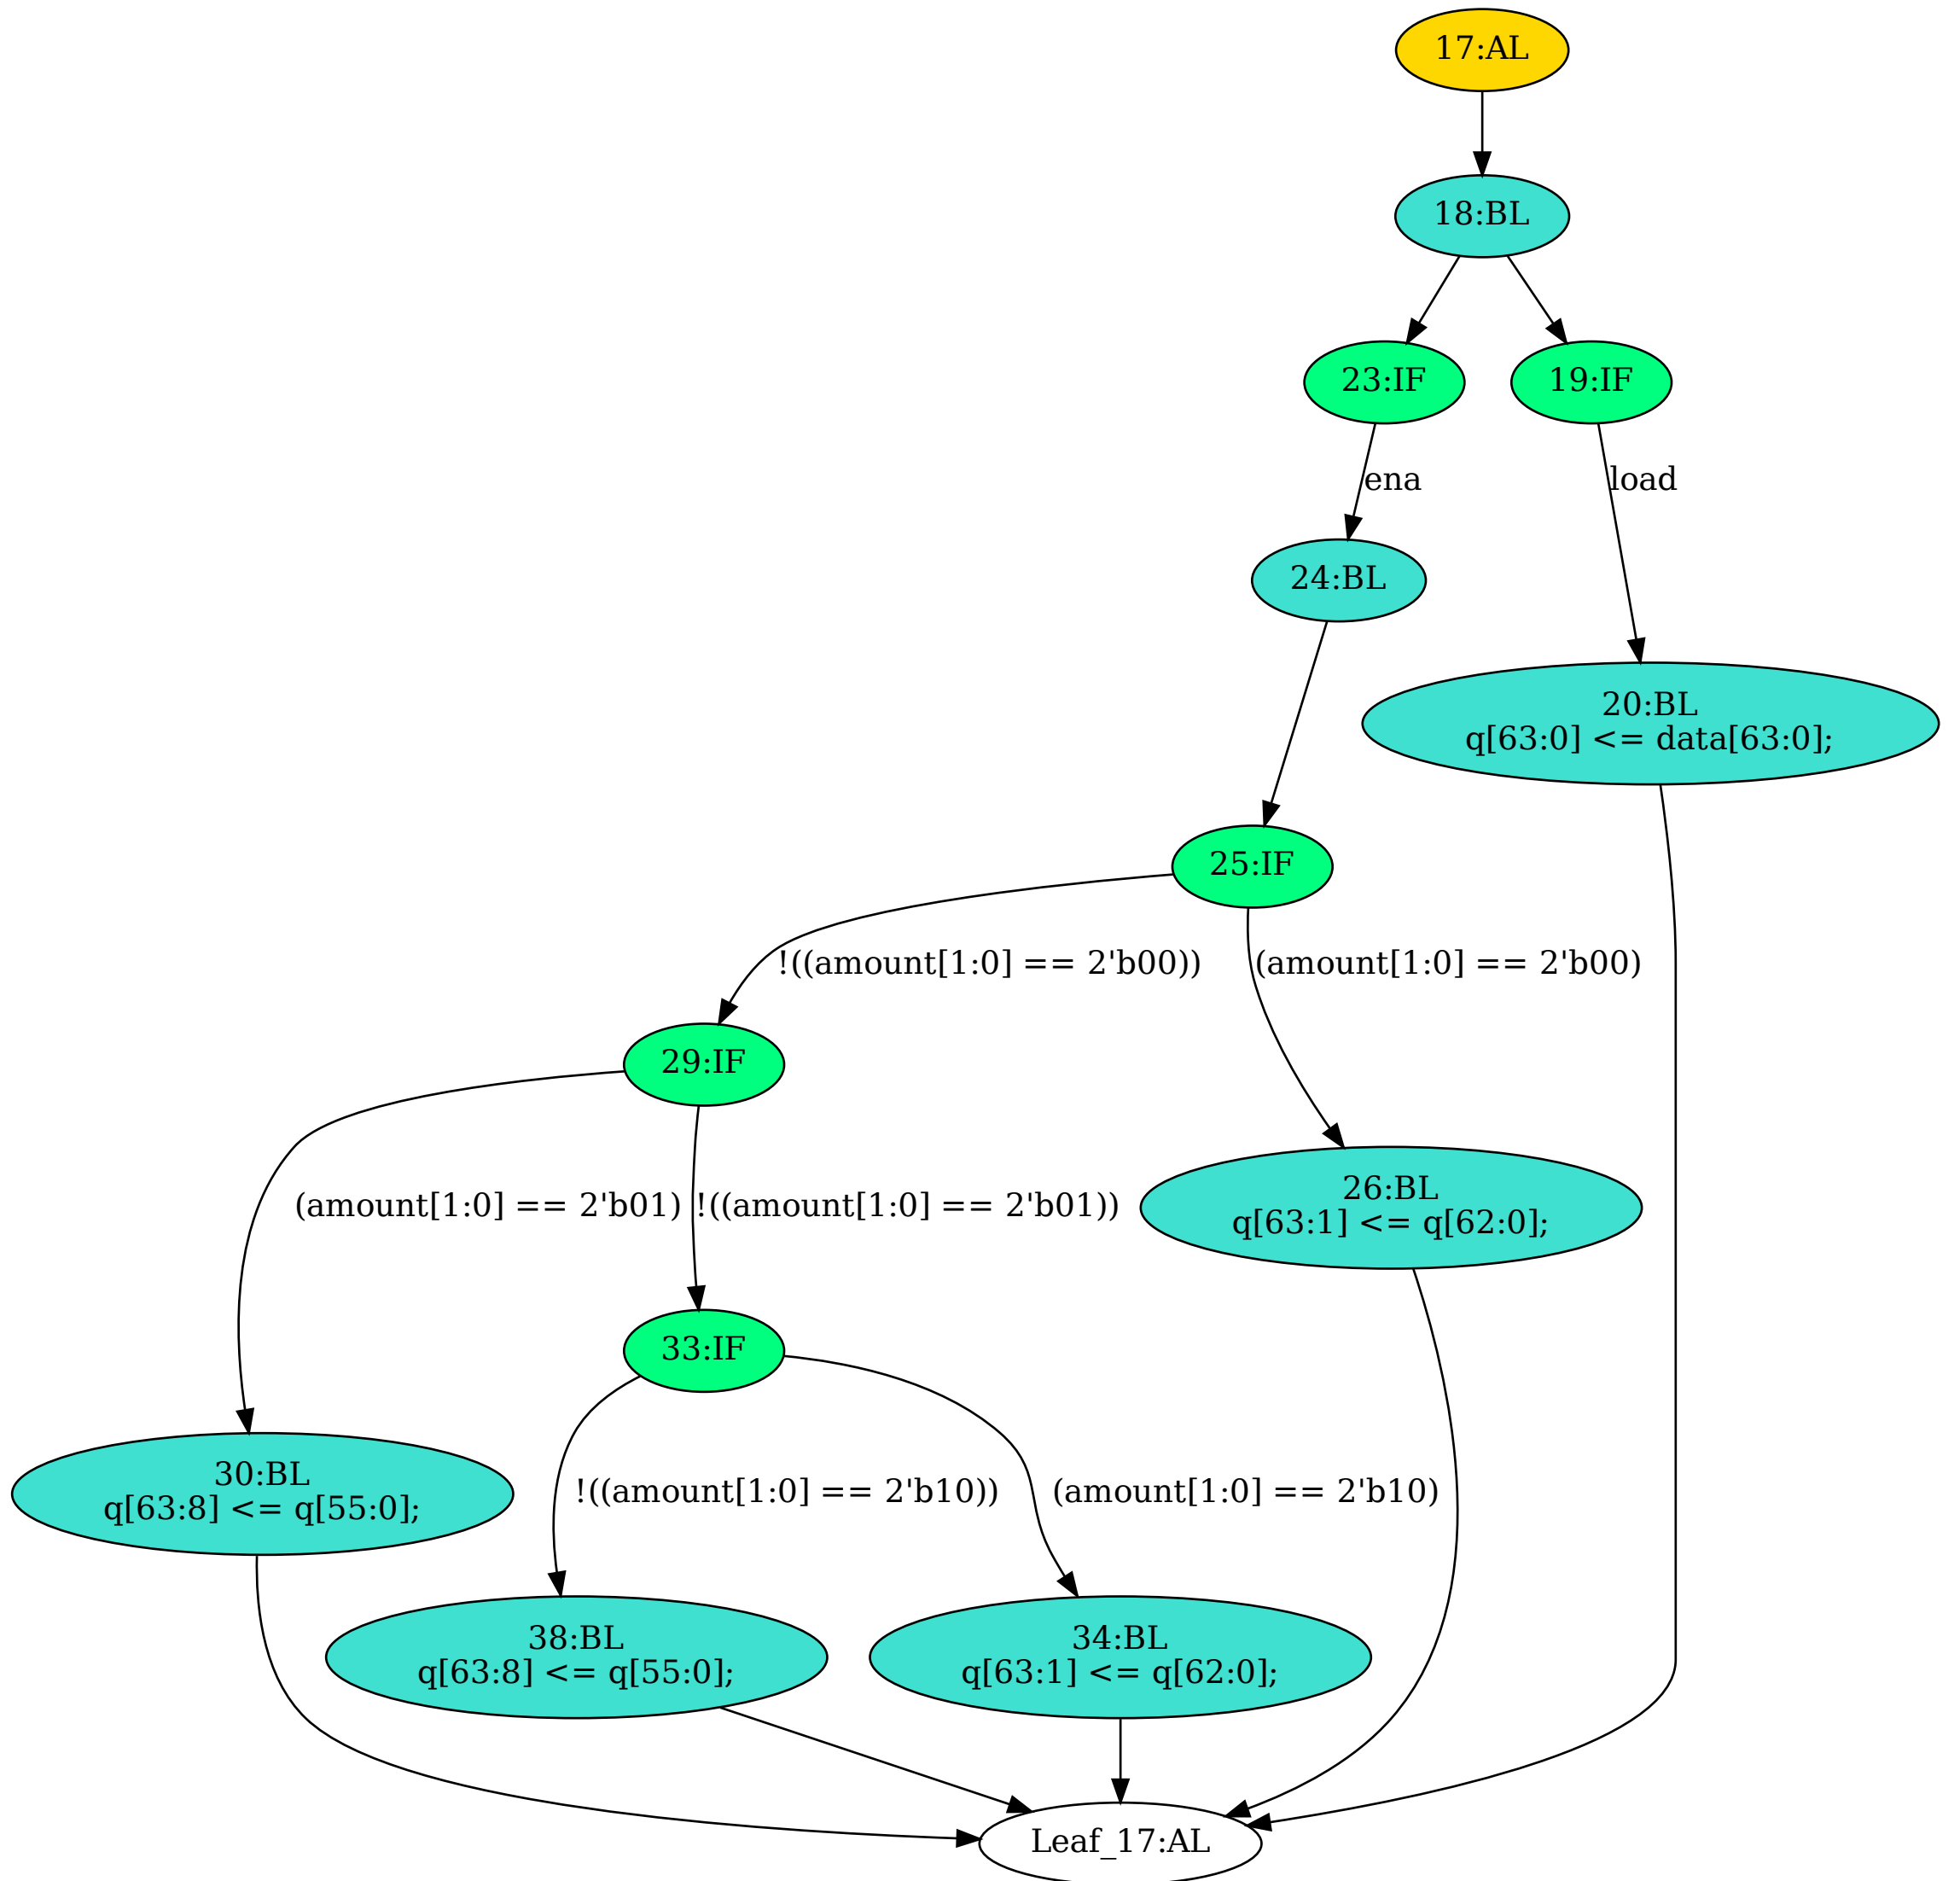 17:AL
18:BL
23:IF
19:IF
ena
load
24:BL
20:BL
q[63:0] <= data[63:0];
25:IF
!((amount[1:0] == 2'b00))
(amount[1:0] == 2'b00)
29:IF
(amount[1:0] == 2'b01)
!((amount[1:0] == 2'b01))
26:BL
q[63:1] <= q[62:0];
33:IF
30:BL
q[63:8] <= q[55:0];
!((amount[1:0] == 2'b10))
(amount[1:0] == 2'b10)
38:BL
q[63:8] <= q[55:0];
34:BL
q[63:1] <= q[62:0];
Leaf_17:AL